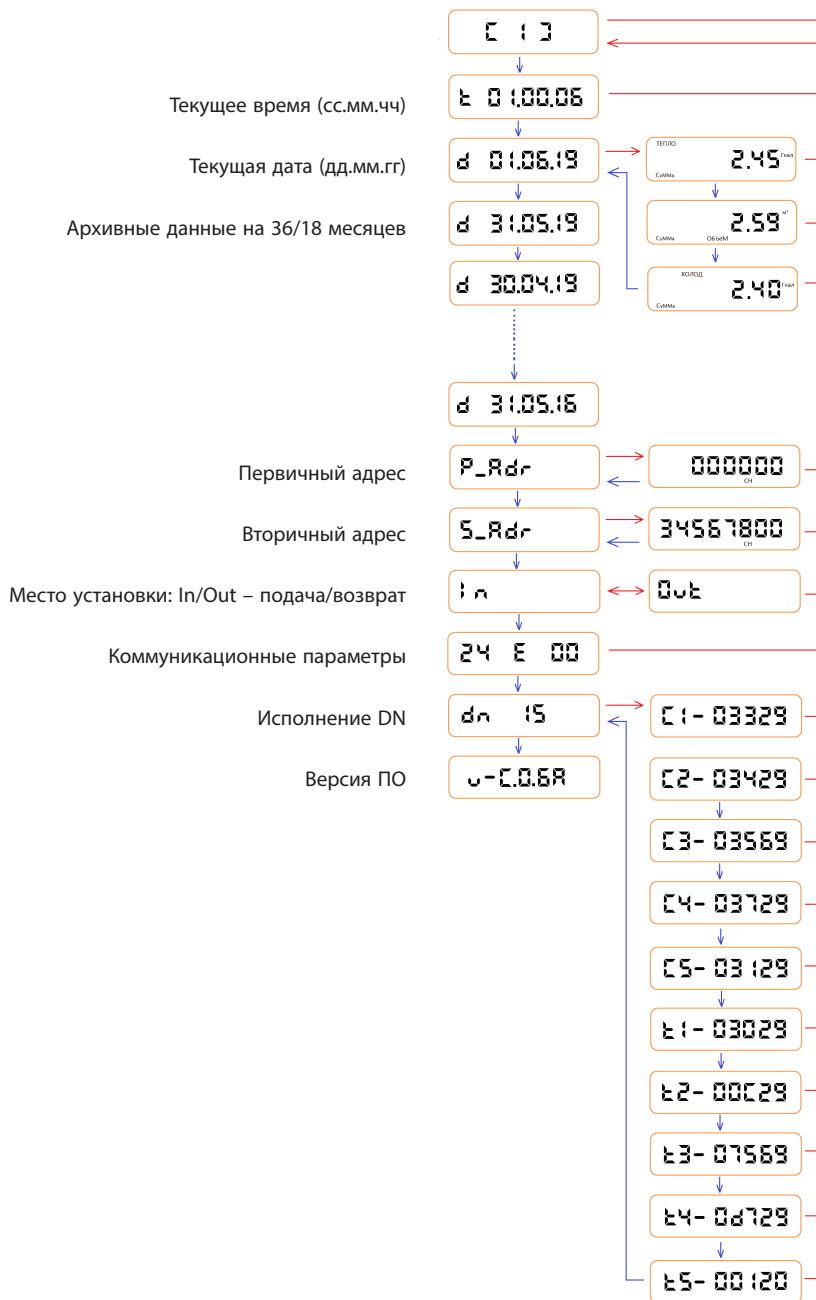 [ 1 ]
Текущее время (сс.мм.чч) t 01.00.06
Текущая дата (дд.мм.гг) d 01.06.19 ТЕПЛО 2.45 Гкал СуММа
Архивные данные на 36/18 месяцев d 31.05.19 2.59 м³ СуММа ОБЪеМ
d 30.04.19 ХОЛОД 2.40 Гкал СуММа
d 31.05.16
Первичный адрес P_Adr 000000 СН
Вторичный адрес S_Adr 34567800 СН
Место установки: In/Out – подача/возврат In Out
Коммуникационные параметры 24 E 00
Исполнение DN dn 15 C1- 03329
Версия ПО v-C.0.6A C2- 03429
C3- 03569
C4- 03729
C5- 03129
t1- 03029
t2- 00C29
t3- 07569
t4- 0d729
t5- 00120